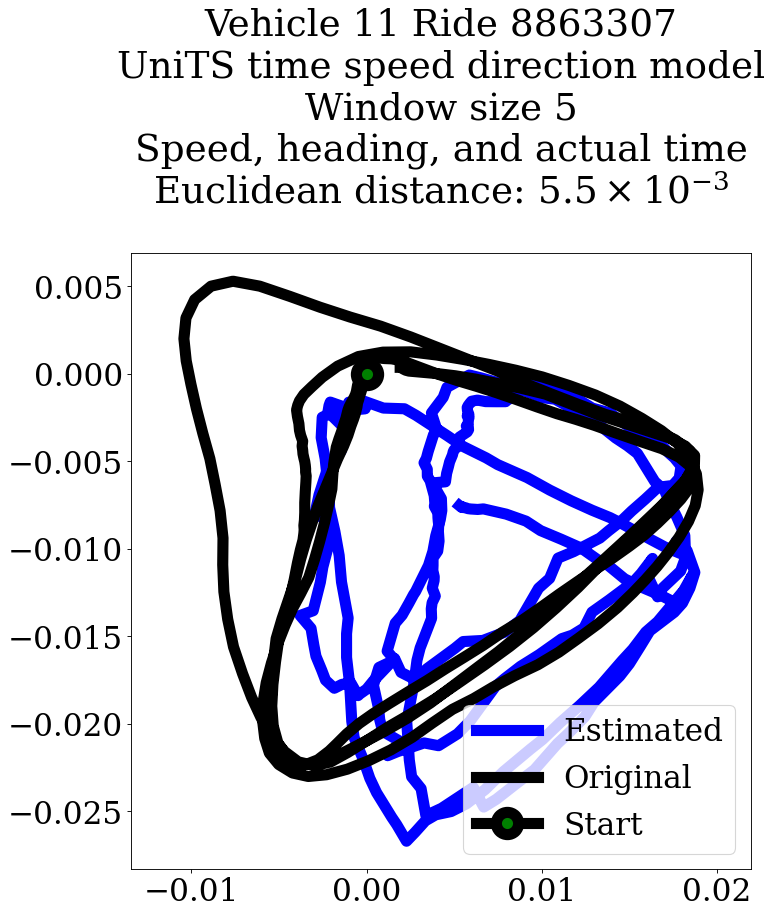 Vehicle 11 Ride 8863307
UniTS time speed direction model
Window size 5
Speed, heading, and actual time
Euclidean distance: 5.5 × 10⁻³
0.005
0.000
−0.005
−0.010
−0.015
−0.020
−0.025
Estimated
Original
Start
−0.01 0.00 0.01 0.02